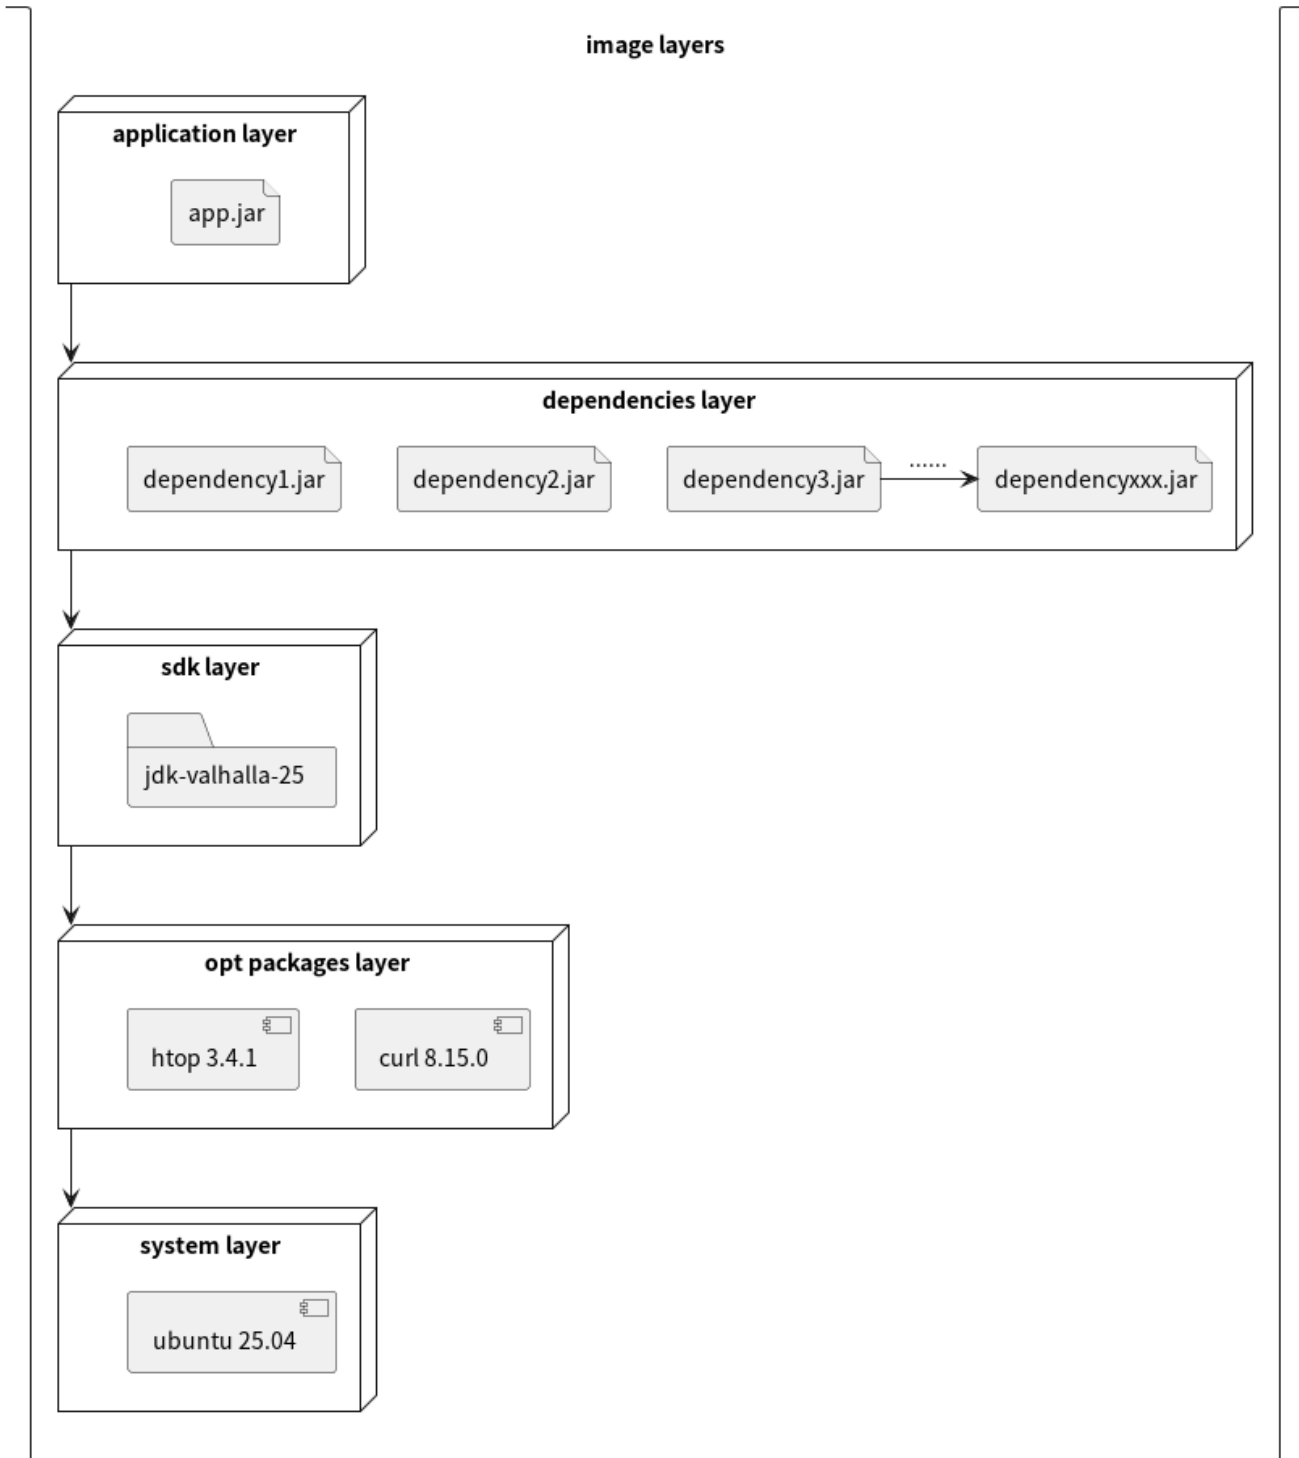 image layers
application layer
app.jar
dependencies layer
dependency1.jar
dependency2.jar
dependency3.jar
......
dependencyxxx.jar
sdk layer
jdk-valhalla-25
opt packages layer
htop 3.4.1
curl 8.15.0
system layer
ubuntu 25.04